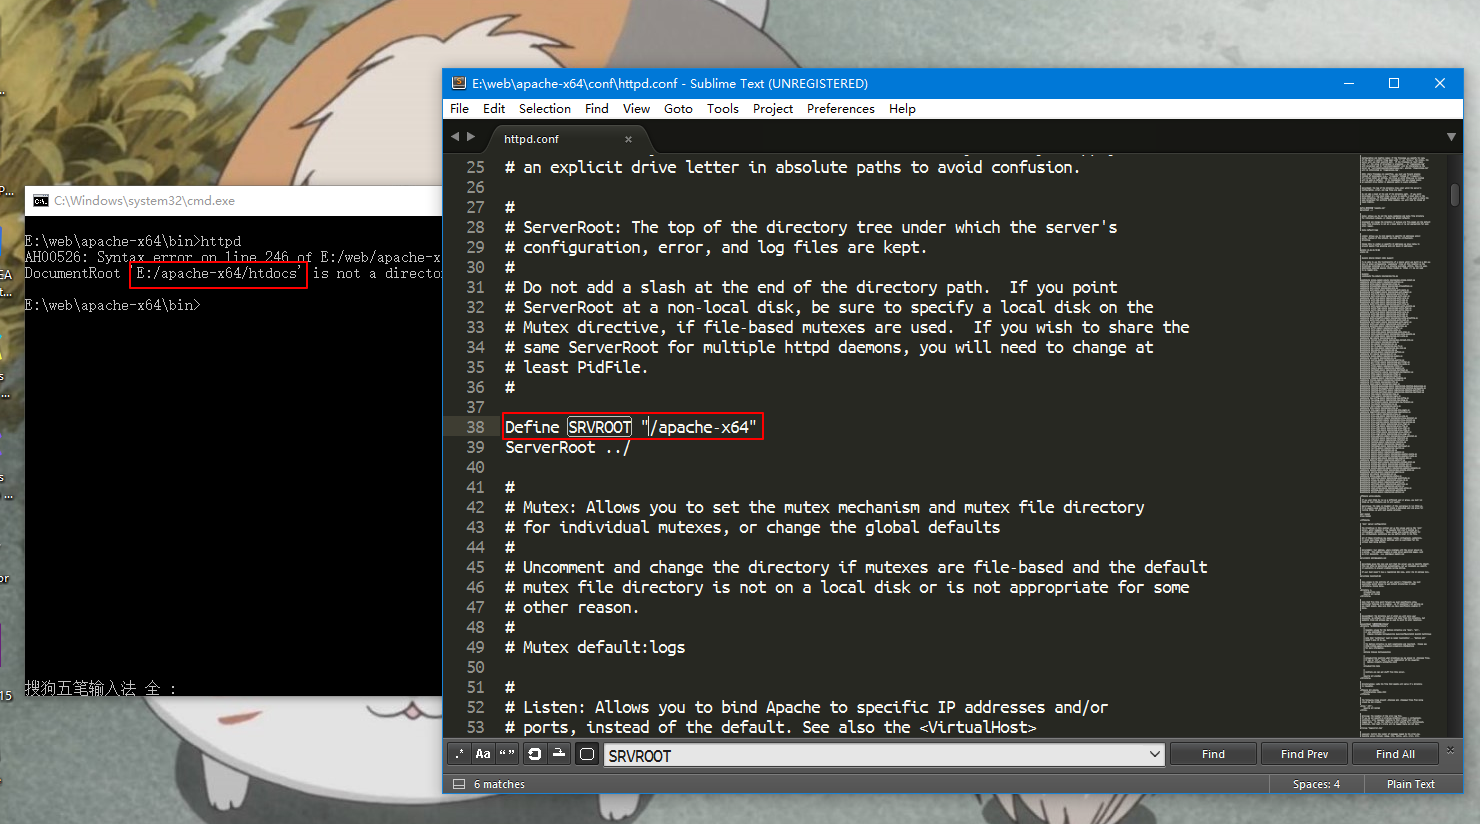 C:\Windows\system32\cmd.exe
E:\web\apache-x64\bin>httpd
AH00526: Syntax error on line 246 of E:/web/apache-x
DocumentRoot 'E:/apache-x64/htdocs' is not a director
E:\web\apache-x64\bin>
搜狗五笔输入法 全 :
E:\web\apache-x64\conf\httpd.conf - Sublime Text (UNREGISTERED)
File Edit Selection Find View Goto Tools Project Preferences Help
httpd.conf
25 # an explicit drive letter in absolute paths to avoid confusion.
26
27 #
28 # ServerRoot: The top of the directory tree under which the server's
29 # configuration, error, and log files are kept.
30 #
31 # Do not add a slash at the end of the directory path.  If you point
32 # ServerRoot at a non-local disk, be sure to specify a local disk on the
33 # Mutex directive, if file-based mutexes are used.  If you wish to share the
34 # same ServerRoot for multiple httpd daemons, you will need to change at
35 # least PidFile.
36 #
37
38 Define SRVROOT "/apache-x64"
39 ServerRoot ../
40
41 #
42 # Mutex: Allows you to set the mutex mechanism and mutex file directory
43 # for individual mutexes, or change the global defaults
44 #
45 # Uncomment and change the directory if mutexes are file-based and the default
46 # mutex file directory is not on a local disk or is not appropriate for some
47 # other reason.
48 #
49 # Mutex default:logs
50
51 #
52 # Listen: Allows you to bind Apache to specific IP addresses and/or
53 # ports, instead of the default. See also the <VirtualHost>
.* Aa “” SRVROOT Find Find Prev Find All
6 matches Spaces: 4 Plain Text